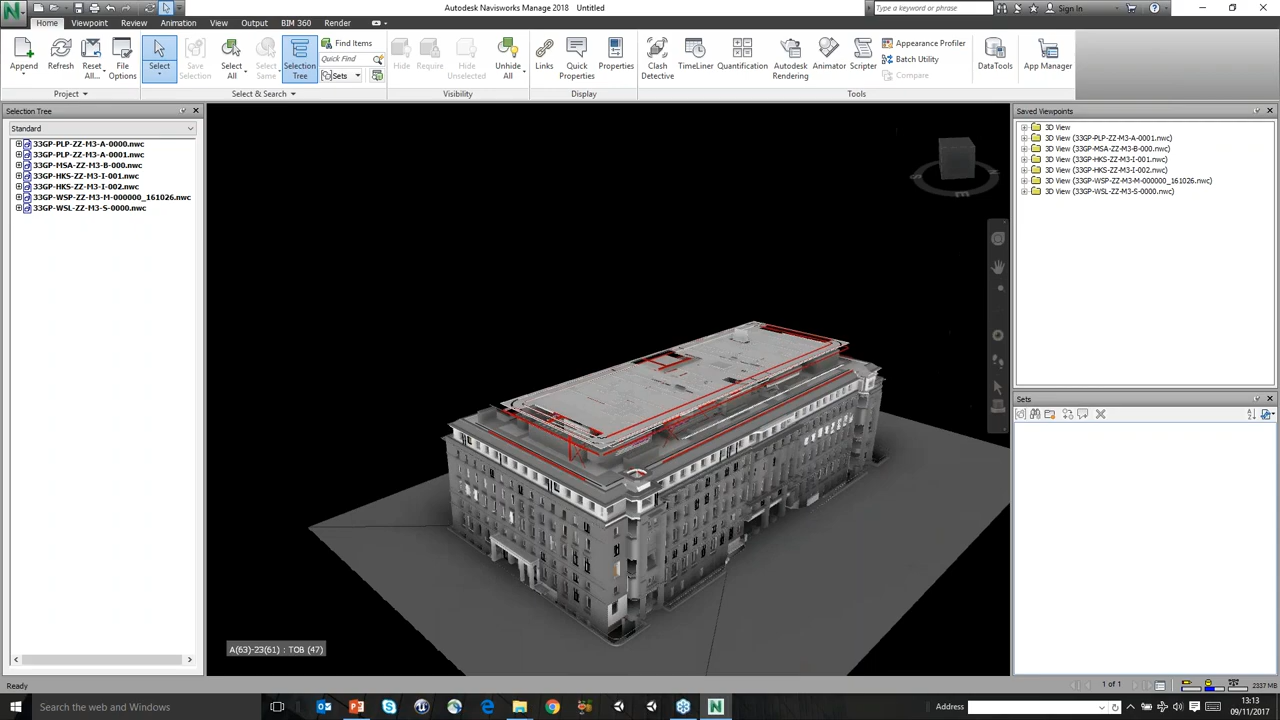 Autodesk Navisworks Manage 2018 Untitled
Type a keyword or phrase
Sign In
Home Viewpoint Review Animation View Output BIM 360 Render
Append
Refresh
Reset All...
File Options
Select
Save Selection
Select All
Select Same
Selection Tree
Find Items
Quick Find
Sets
Hide
Require
Hide Unselected
Unhide All
Links
Quick Properties
Properties
Clash Detective
TimeLiner
Quantification
Autodesk Rendering
Animator
Scripter
Appearance Profiler
Batch Utility
Compare
DataTools
App Manager
Project
Select & Search
Visibility
Display
Tools
Selection Tree
Standard
33GP-PLP-ZZ-M3-A-0000.nwc
33GP-PLP-ZZ-M3-A-0001.nwc
33GP-MSA-ZZ-M3-B-000.nwc
33GP-HKS-ZZ-M3-I-001.nwc
33GP-HKS-ZZ-M3-I-002.nwc
33GP-WSP-ZZ-M3-M-000000_161026.nwc
33GP-WSL-ZZ-M3-S-0000.nwc
A(63)-23(61) : TOB (47)
Saved Viewpoints
3D View
3D View (33GP-PLP-ZZ-M3-A-0001.nwc)
3D View (33GP-MSA-ZZ-M3-B-000.nwc)
3D View (33GP-HKS-ZZ-M3-I-001.nwc)
3D View (33GP-HKS-ZZ-M3-I-002.nwc)
3D View (33GP-WSP-ZZ-M3-M-000000_161026.nwc)
3D View (33GP-WSL-ZZ-M3-S-0000.nwc)
Sets
Ready
1 of 1
2337 MB
Search the web and Windows
Address
13:13
09/11/2017